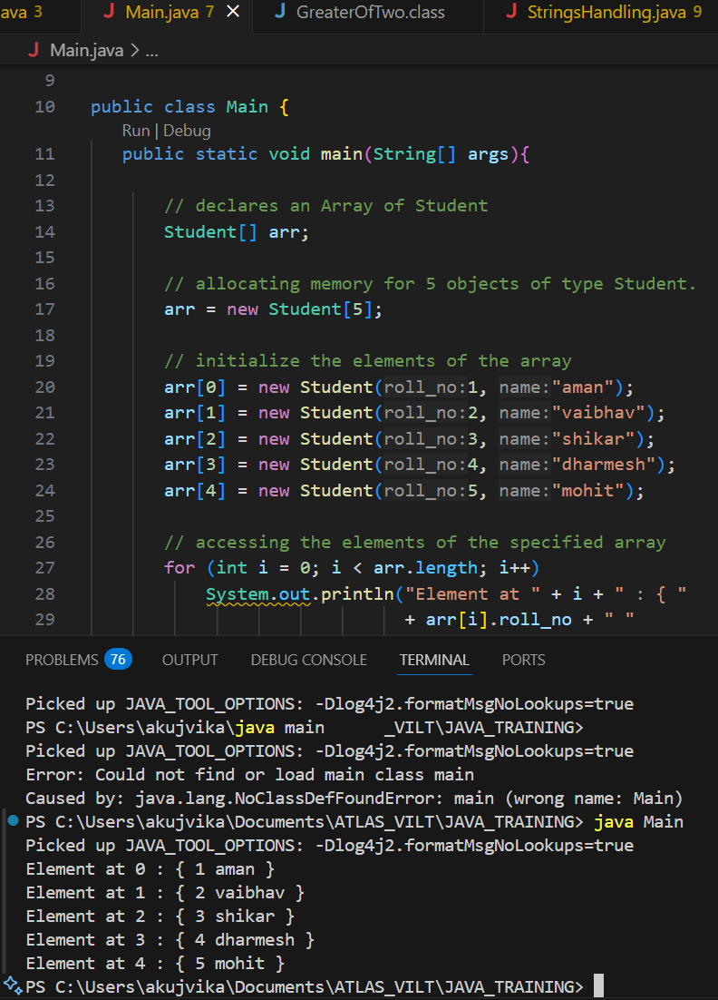 ava 3 Main.java 7 GreaterOfTwo.class StringsHandling.java 9
Main.java > ...
9
10 public class Main {
Run | Debug
11 public static void main(String[] args){
12
13 // declares an Array of Student
14 Student[] arr;
15
16 // allocating memory for 5 objects of type Student.
17 arr = new Student[5];
18
19 // initialize the elements of the array
20 arr[0] = new Student(roll_no:1, name:"aman");
21 arr[1] = new Student(roll_no:2, name:"vaibhav");
22 arr[2] = new Student(roll_no:3, name:"shikar");
23 arr[3] = new Student(roll_no:4, name:"dharmesh");
24 arr[4] = new Student(roll_no:5, name:"mohit");
25
26 // accessing the elements of the specified array
27 for (int i = 0; i < arr.length; i++)
28 System.out.println("Element at " + i + " : { "
29 + arr[i].roll_no + " "
PROBLEMS 76 OUTPUT DEBUG CONSOLE TERMINAL PORTS
Picked up JAVA_TOOL_OPTIONS: -Dlog4j2.formatMsgNoLookups=true
PS C:\Users\akujvika\java main _VILT\JAVA_TRAINING>
Picked up JAVA_TOOL_OPTIONS: -Dlog4j2.formatMsgNoLookups=true
Error: Could not find or load main class main
Caused by: java.lang.NoClassDefFoundError: main (wrong name: Main)
PS C:\Users\akujvika\Documents\ATLAS_VILT\JAVA_TRAINING> java Main
Picked up JAVA_TOOL_OPTIONS: -Dlog4j2.formatMsgNoLookups=true
Element at 0 : { 1 aman }
Element at 1 : { 2 vaibhav }
Element at 2 : { 3 shikar }
Element at 3 : { 4 dharmesh }
Element at 4 : { 5 mohit }
PS C:\Users\akujvika\Documents\ATLAS_VILT\JAVA_TRAINING>